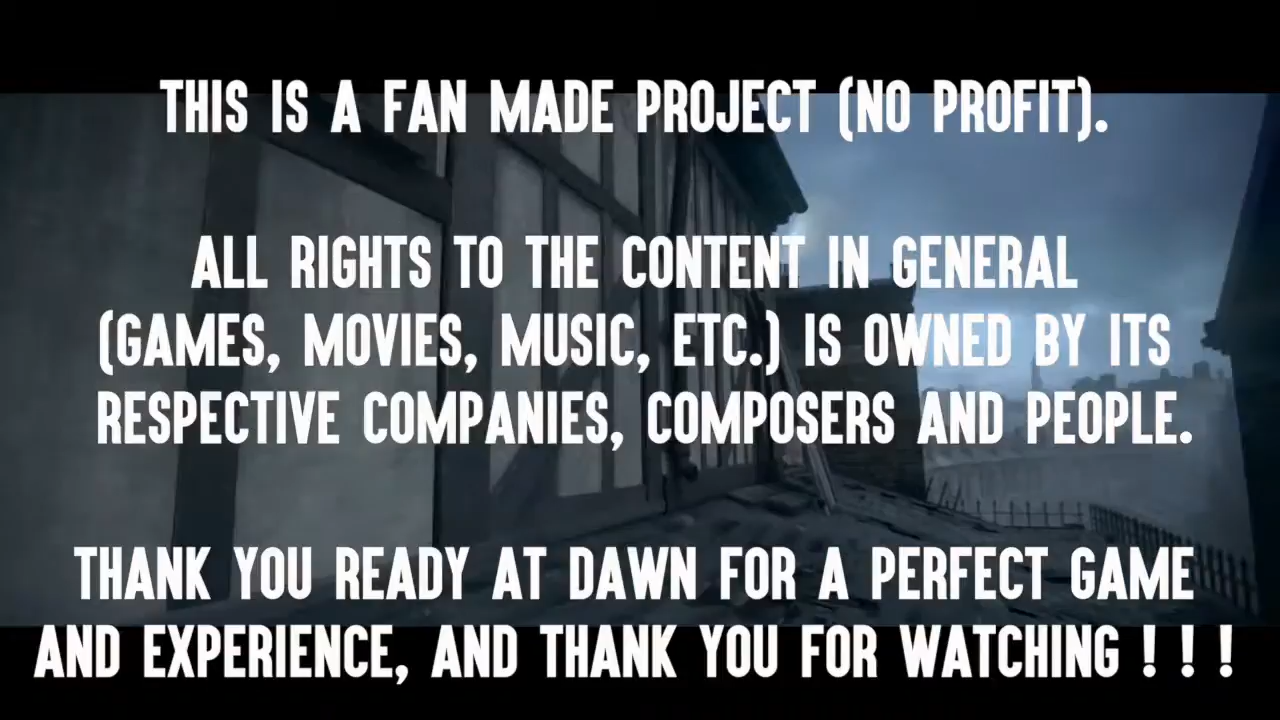 THIS IS A FAN MADE PROJECT (NO PROFIT).
ALL RIGHTS TO THE CONTENT IN GENERAL
(GAMES, MOVIES, MUSIC, ETC.) IS OWNED BY ITS
RESPECTIVE COMPANIES, COMPOSERS AND PEOPLE.
THANK YOU READY AT DAWN FOR A PERFECT GAME
AND EXPERIENCE, AND THANK YOU FOR WATCHING ! ! !